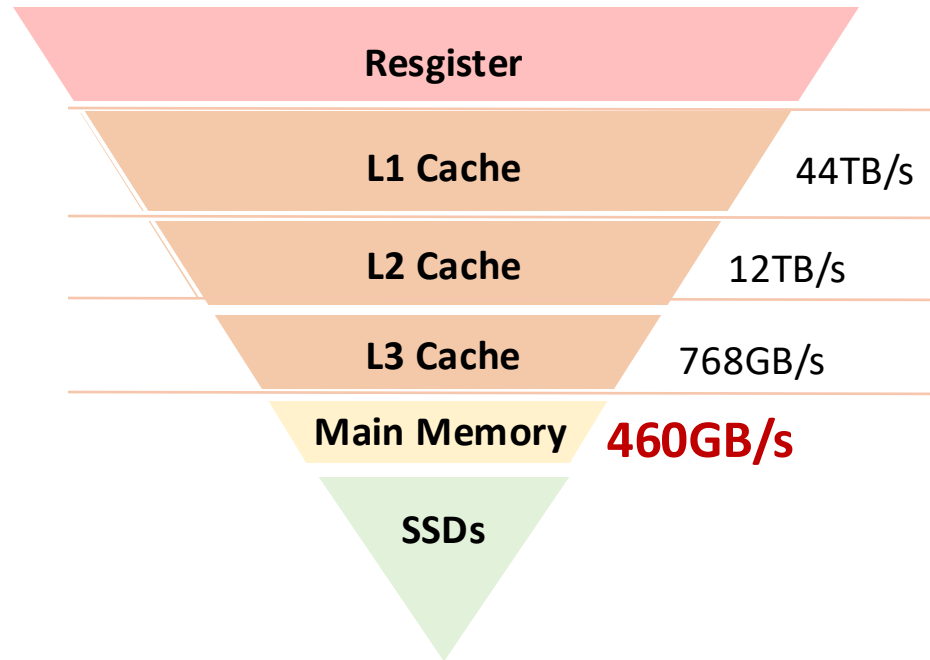 Resgister
L1 Cache
44TB/s
L2 Cache
12TB/s
L3 Cache
768GB/s
Main Memory
460GB/s
SSDs